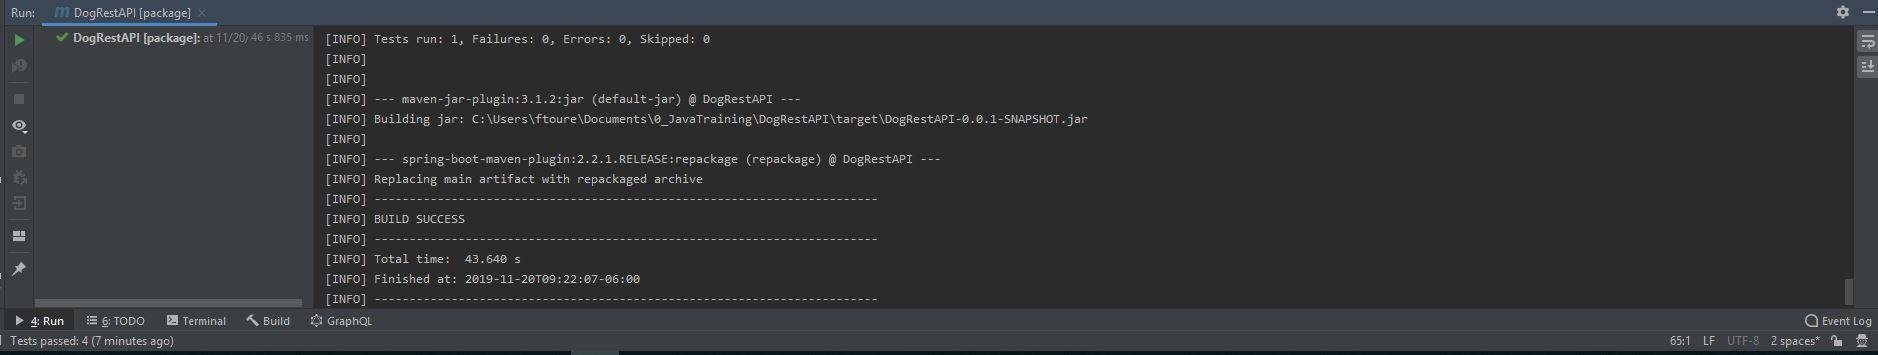 Run: m DogRestAPI [package] ×
DogRestAPI [package]: at 11/20/ 46 s 835 ms
[INFO] Tests run: 1, Failures: 0, Errors: 0, Skipped: 0
[INFO]
[INFO]
[INFO] --- maven-jar-plugin:3.1.2:jar (default-jar) @ DogRestAPI ---
[INFO] Building jar: C:\Users\ftoure\Documents\0_JavaTraining\DogRestAPI\target\DogRestAPI-0.0.1-SNAPSHOT.jar
[INFO]
[INFO] --- spring-boot-maven-plugin:2.2.1.RELEASE:repackage (repackage) @ DogRestAPI ---
[INFO] Replacing main artifact with repackaged archive
[INFO] ------------------------------------------------------------------------
[INFO] BUILD SUCCESS
[INFO] ------------------------------------------------------------------------
[INFO] Total time:  43.640 s
[INFO] Finished at: 2019-11-20T09:22:07-06:00
[INFO] ------------------------------------------------------------------------
4: Run 6: TODO Terminal Build GraphQL Event Log
Tests passed: 4 (7 minutes ago) 65:1 LF UTF-8 2 spaces*